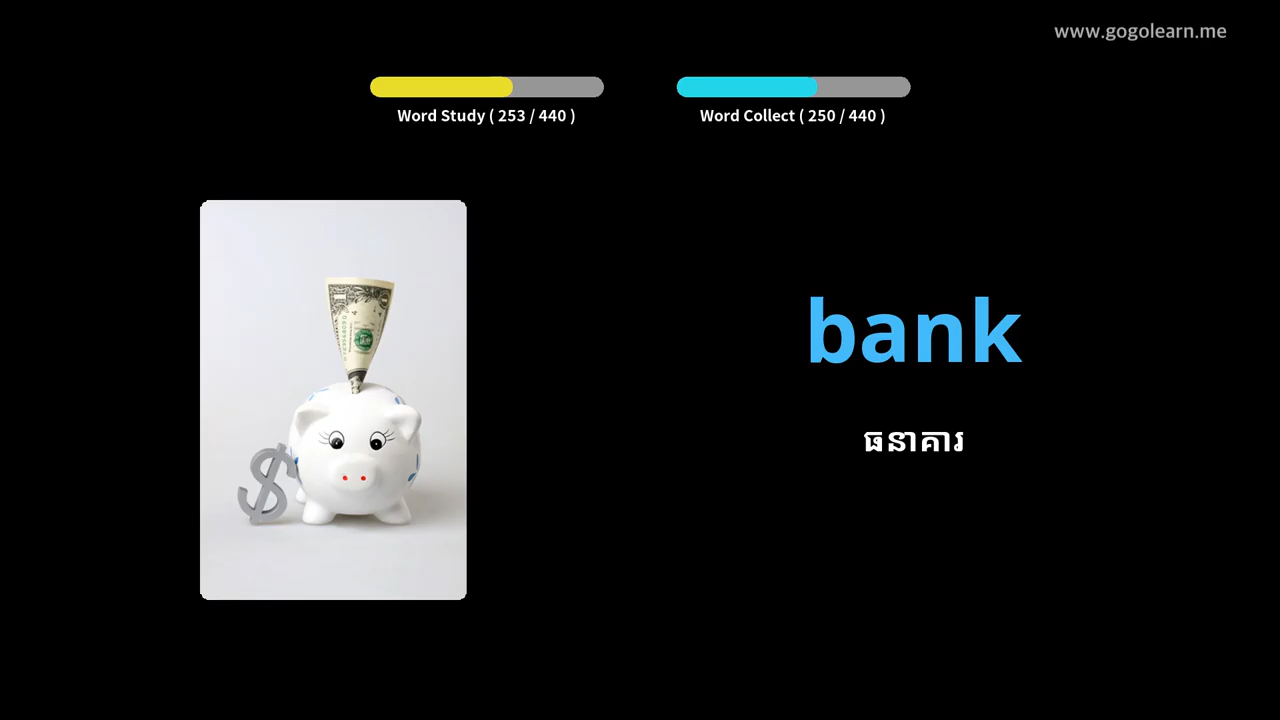 www.gogolearn.me
Word Study ( 253 / 440 )
Word Collect ( 250 / 440 )
bank
ធនាគារ
$